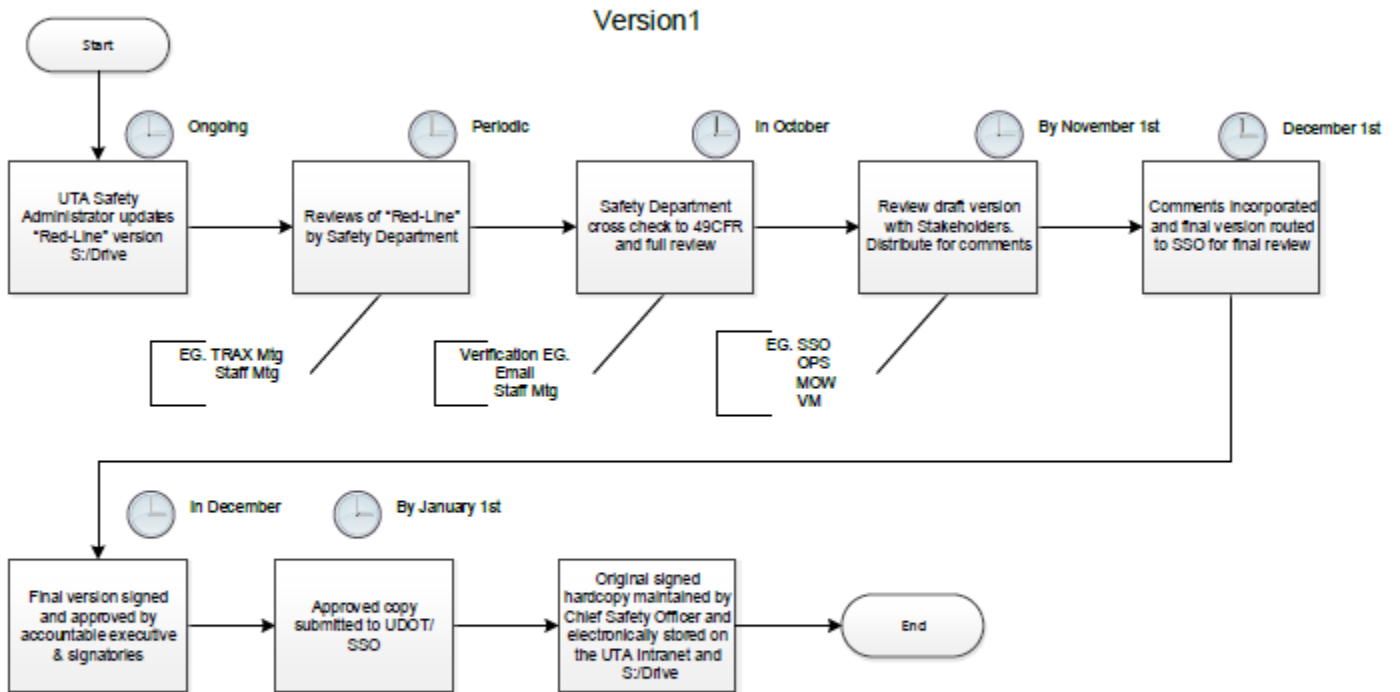 Version1
Start
Ongoing
Periodic
In October
By November 1st
December 1st
UTA Safety
Administrator updates
"Red-Line" version
S:/Drive
Reviews of "Red-Line"
by Safety Department
Safety Department
cross check to 49CFR
and full review
Review draft version
with Stakeholders.
Distribute for comments
Comments incorporated
and final version routed
to SSO for final review
EG. TRAX Mtg
Staff Mtg
Verification EG.
Email
Staff Mtg
EG. SSO
OPS
MOW
VM
In December
By January 1st
Final version signed
and approved by
accountable executive
& signatories
Approved copy
submitted to UDOT/
SSO
Original signed
hardcopy maintained by
Chief Safety Officer and
electronically stored on
the UTA Intranet and
S:/Drive
End